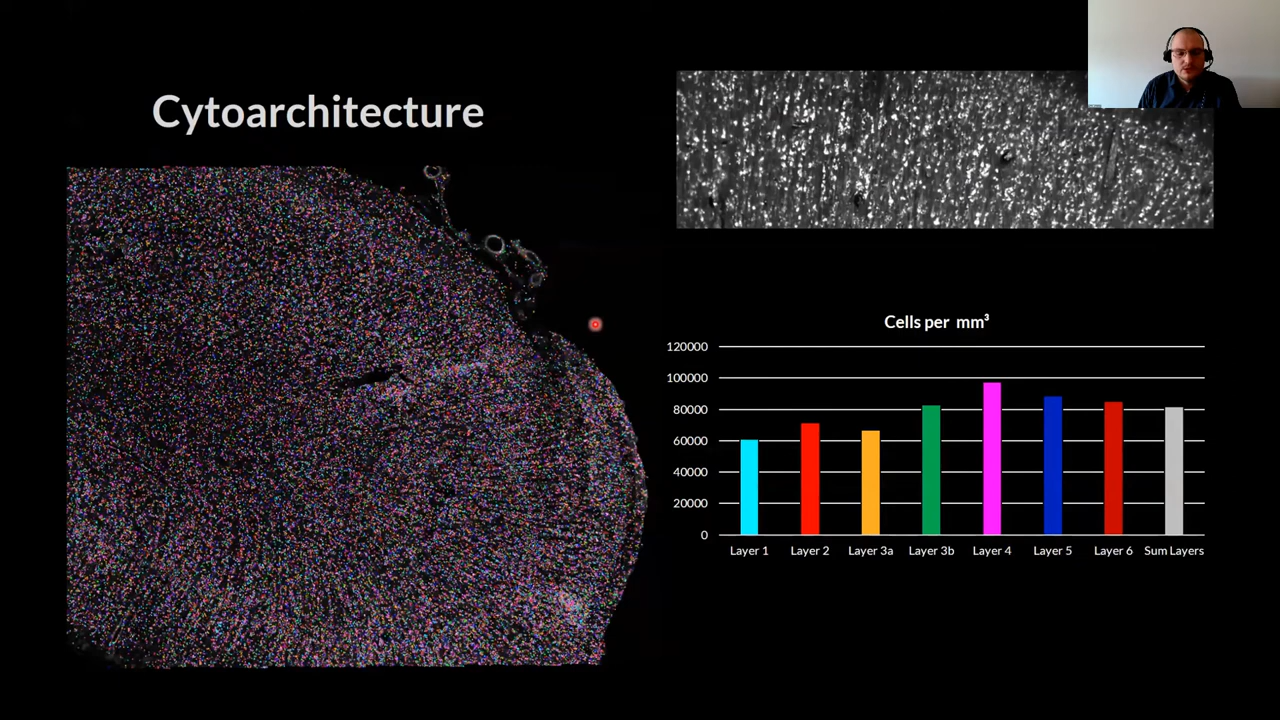 Cytoarchitecture
Cells per mm³
120000
100000
80000
60000
40000
20000
0
Layer 1 Layer 2 Layer 3a Layer 3b Layer 4 Layer 5 Layer 6 Sum Layers